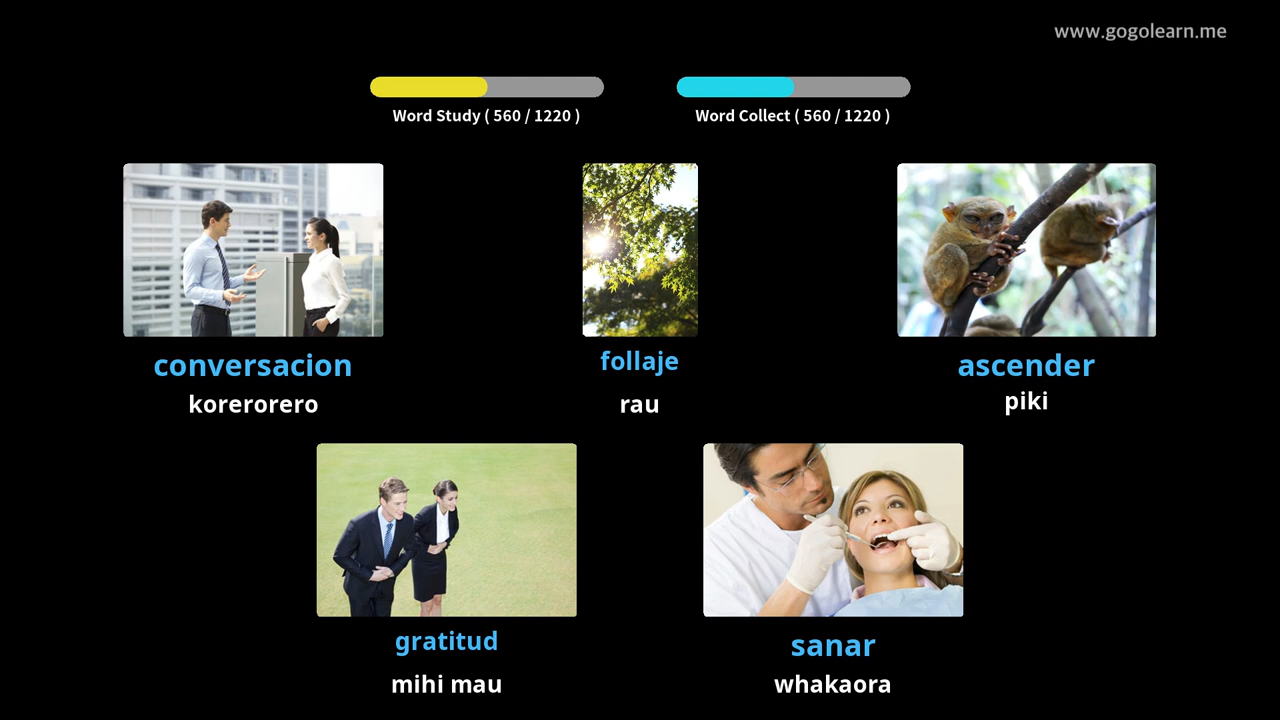 www.gogolearn.me
Word Study ( 560 / 1220 )
Word Collect ( 560 / 1220 )
conversacion
korerorero
follaje
rau
ascender
piki
gratitud
mihi mau
sanar
whakaora